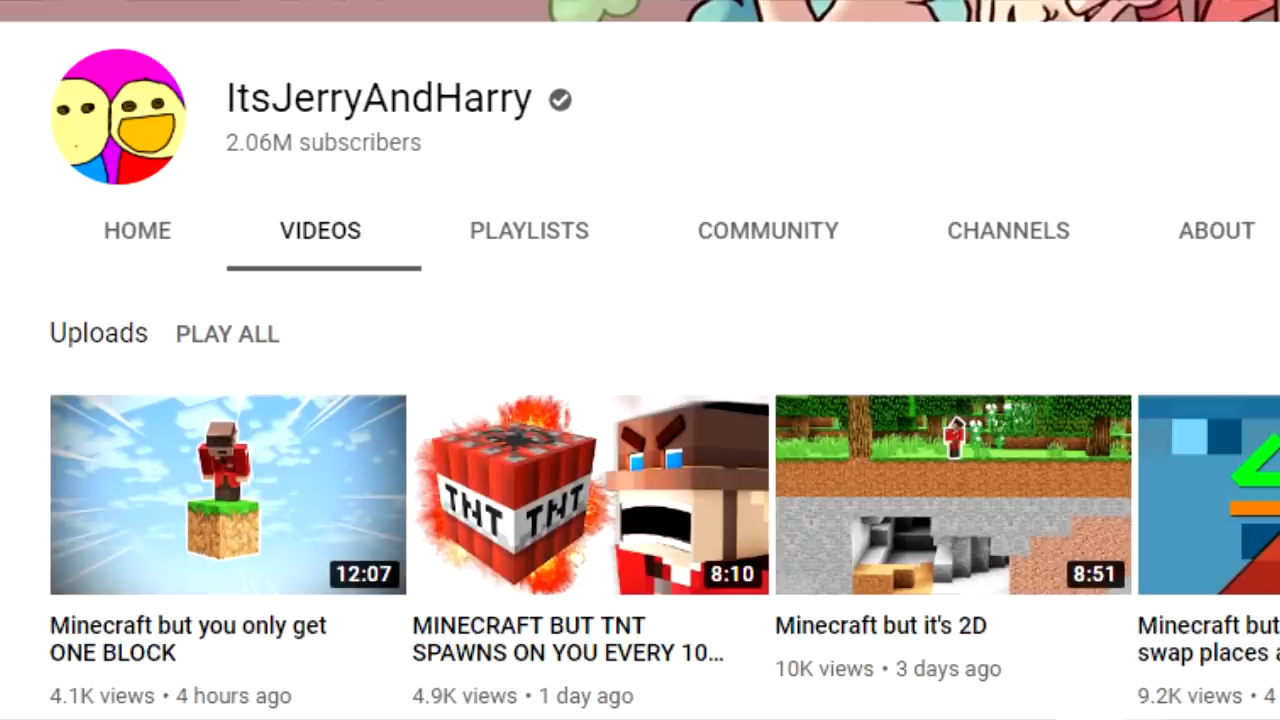 ItsJerryAndHarry
2.06M subscribers
HOME VIDEOS PLAYLISTS COMMUNITY CHANNELS ABOUT
Uploads PLAY ALL
TNT TNT
12:07 8:10 8:51
Minecraft but you only get
ONE BLOCK
4.1K views • 4 hours ago
MINECRAFT BUT TNT
SPAWNS ON YOU EVERY 10...
4.9K views • 1 day ago
Minecraft but it's 2D
10K views • 3 days ago
Minecraft but
swap places
9.2K views • 4